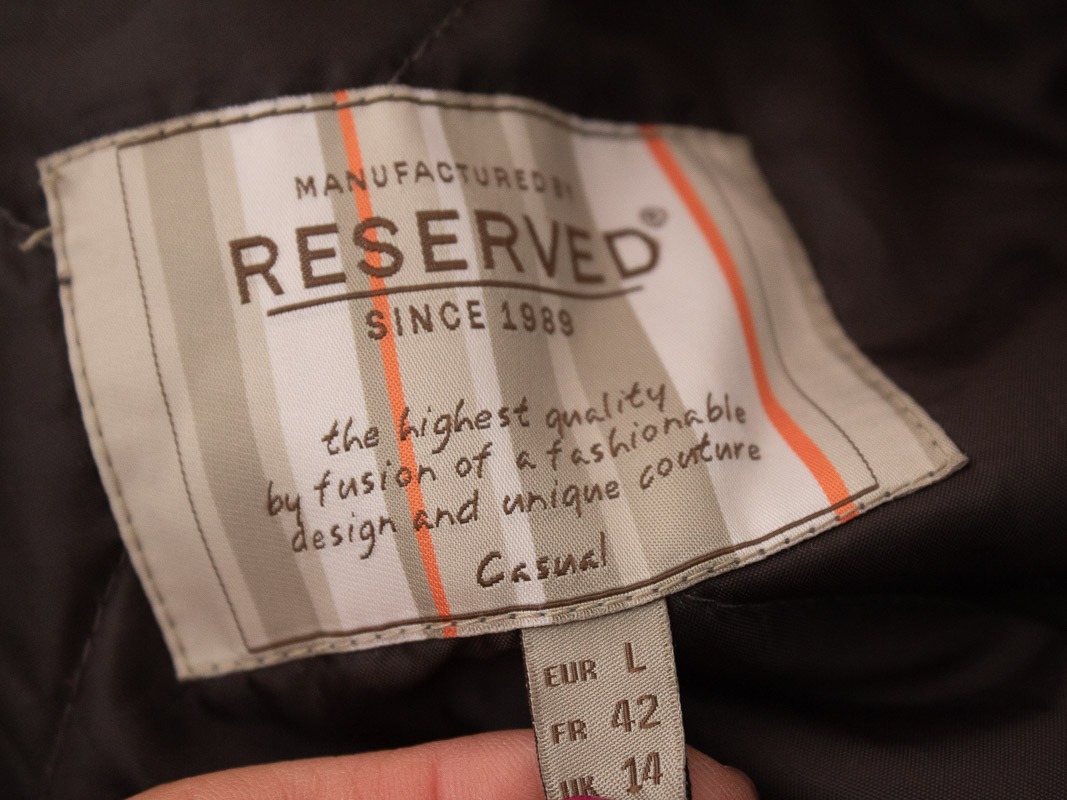 MANUFACTURED BY
RESERVED®
SINCE 1989
the highest quality
by fusion of a fashionable
design and unique couture
Casual
EUR L
FR 42
UK 14